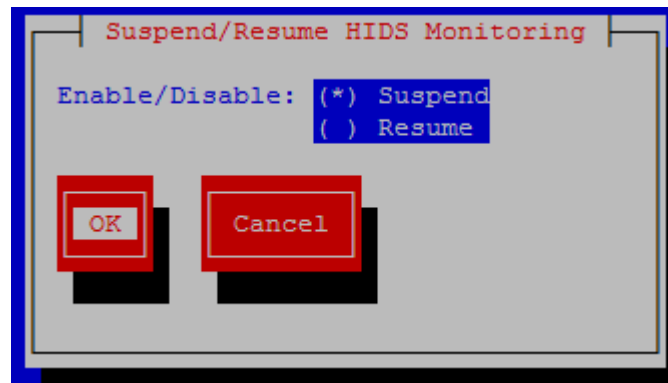 Suspend/Resume HIDS Monitoring
Enable/Disable: (*) Suspend
( ) Resume
OK Cancel